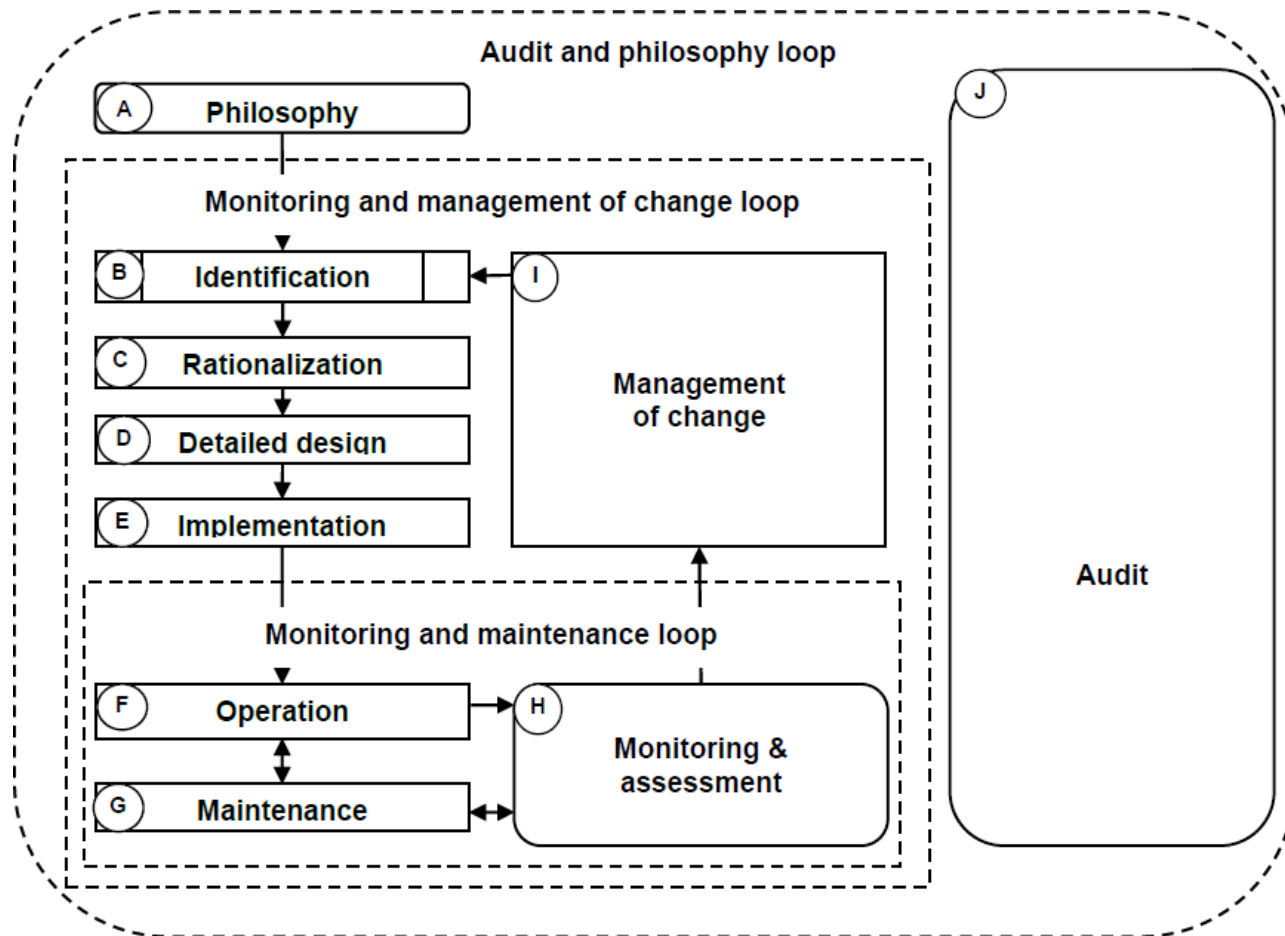 Audit and philosophy loop
A
Philosophy
J
Monitoring and management of change loop
B
Identification
I
C
Rationalization
Management
of change
D
Detailed design
E
Implementation
Audit
Monitoring and maintenance loop
F
Operation
H
Monitoring &
assessment
G
Maintenance